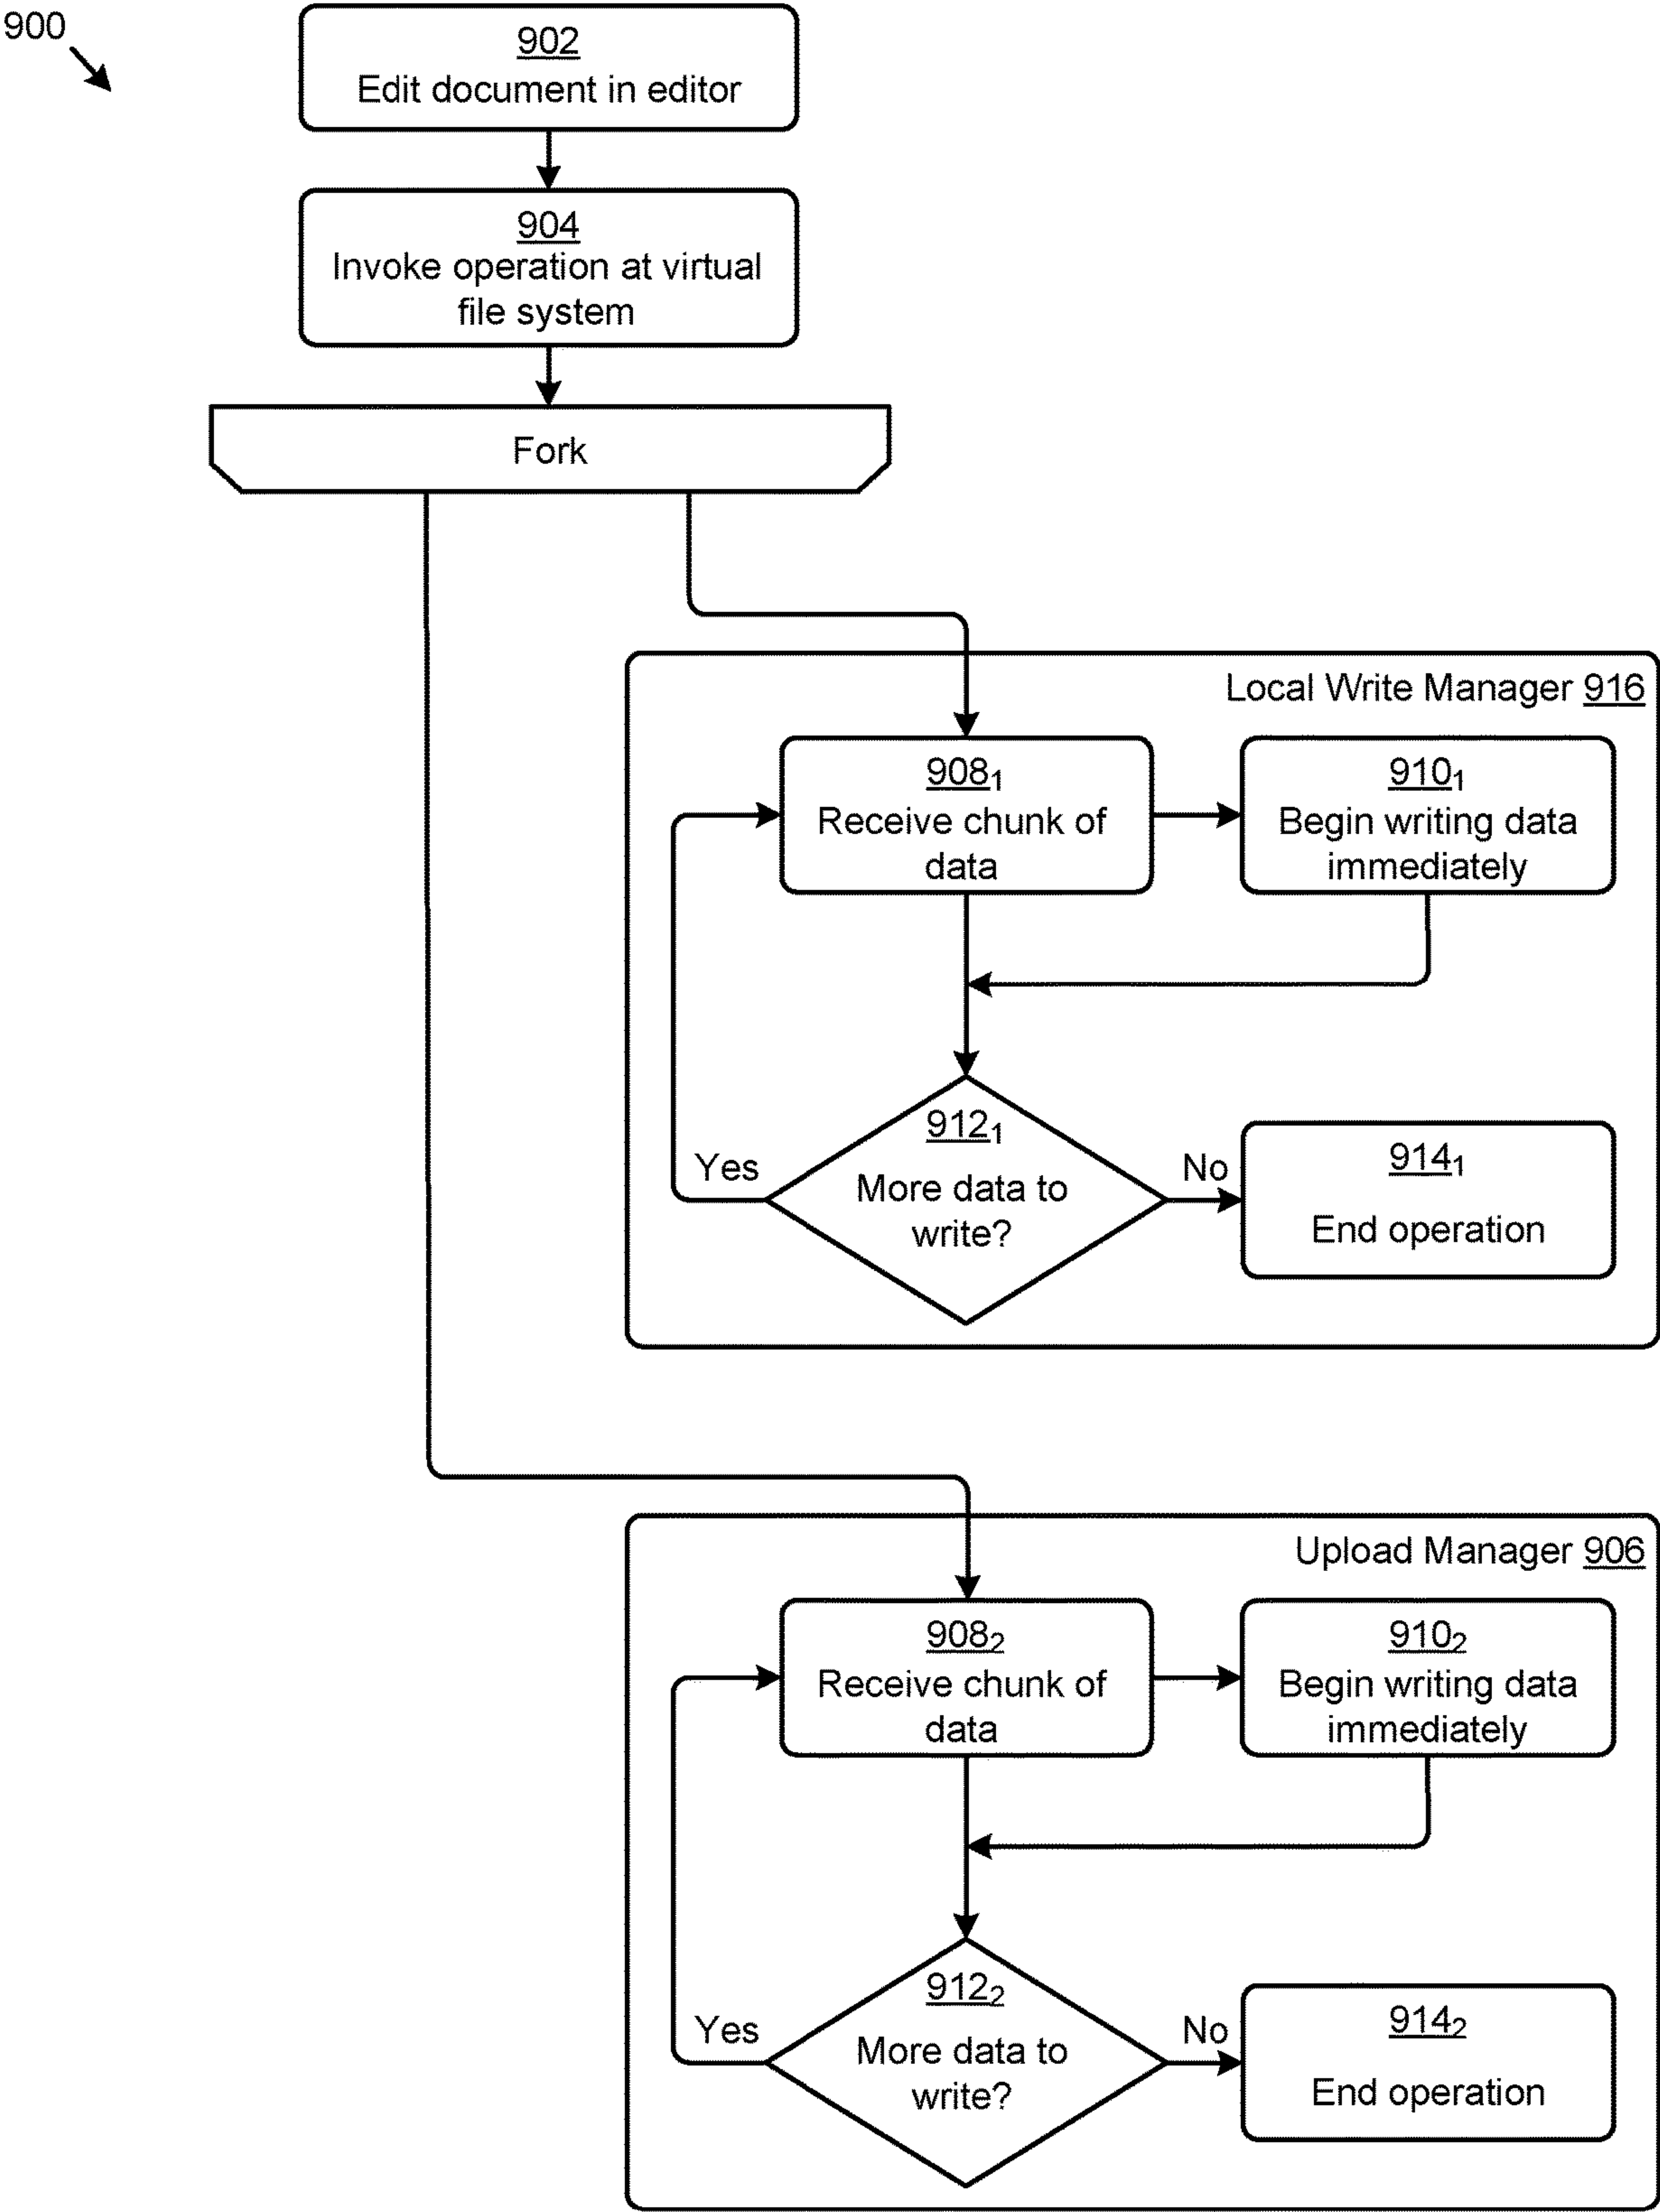 900
902
Edit document in editor
904
Invoke operation at virtual
file system
Fork
Local Write Manager 916
908₁
Receive chunk of
data
910₁
Begin writing data
immediately
912₁
More data to
write?
Yes
No
914₁
End operation
Upload Manager 906
908₂
Receive chunk of
data
910₂
Begin writing data
immediately
912₂
More data to
write?
Yes
No
914₂
End operation